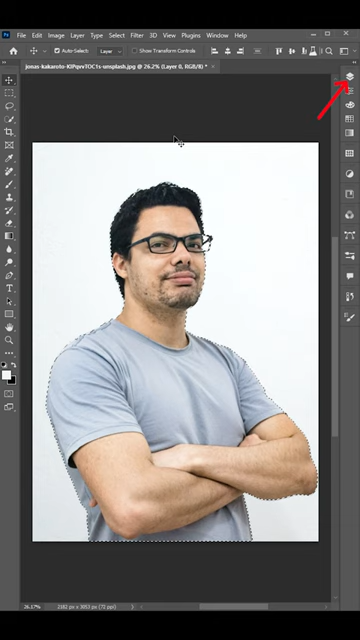 Ps File Edit Image Layer Type Select Filter 3D View Plugins Window Help
Auto-Select: Layer Show Transform Controls
jonas-kakaroto-KIPqvvTOC1s-unsplash.jpg @ 26.2% (Layer 0, RGB/8) *
26.17% 2182 px x 3053 px (72 ppi)